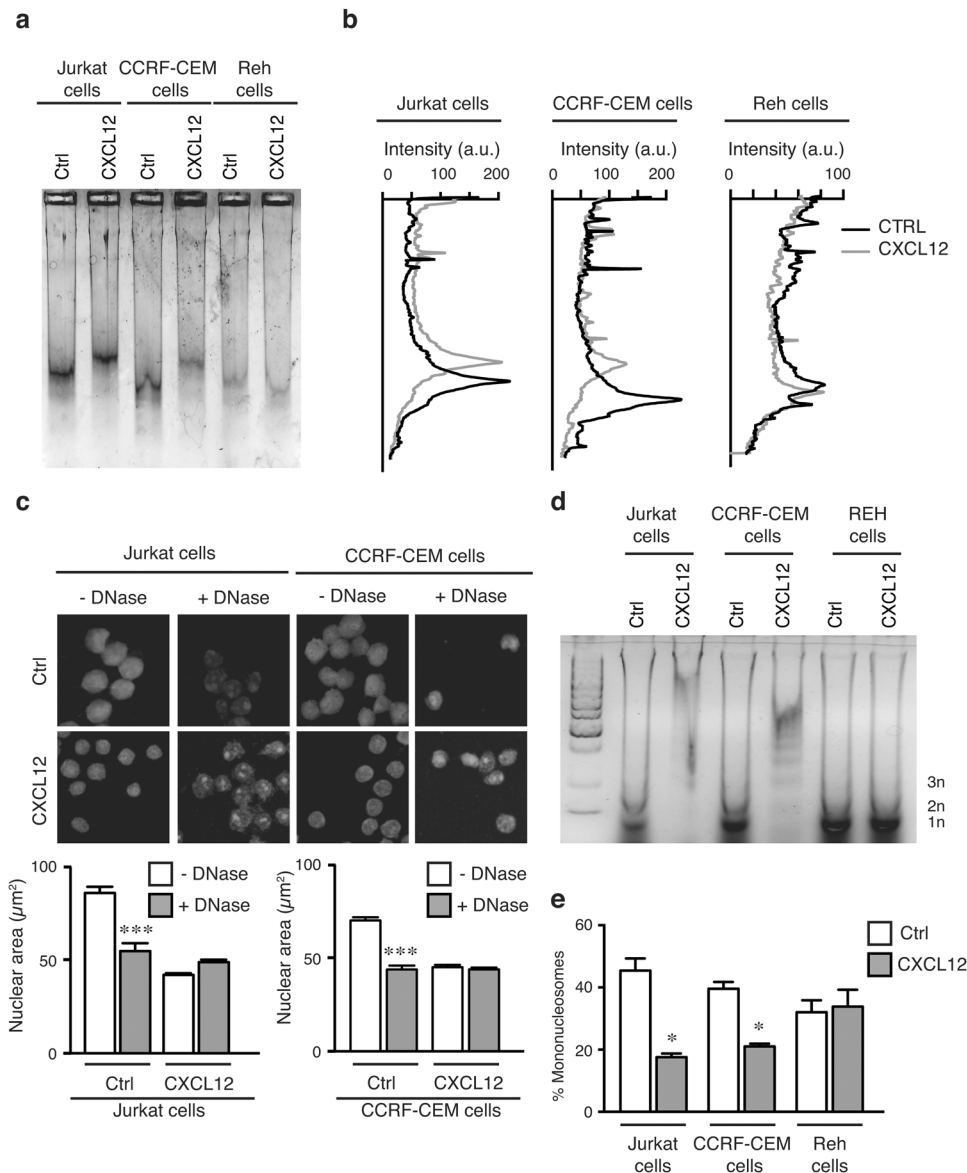 a
Jurkat cells
CCRF-CEM cells
Reh cells
Ctrl
CXCL12
Ctrl
CXCL12
Ctrl
CXCL12
b
Jurkat cells
CCRF-CEM cells
Reh cells
Intensity (a.u.)
Intensity (a.u.)
Intensity (a.u.)
0 100 200
0 100 200
0 100
CTRL
CXCL12
c
Jurkat cells
CCRF-CEM cells
- DNase
+ DNase
- DNase
+ DNase
Ctrl
CXCL12
Nuclear area (µm²)
100
50
0
- DNase
+ DNase
***
Ctrl
CXCL12
Jurkat cells
Nuclear area (µm²)
100
50
0
- DNase
+ DNase
***
Ctrl
CXCL12
CCRF-CEM cells
d
Jurkat cells
CCRF-CEM cells
REH cells
Ctrl
CXCL12
Ctrl
CXCL12
Ctrl
CXCL12
3n
2n
1n
e
% Mononucleosomes
60
40
20
0
Ctrl
CXCL12
*
*
Jurkat cells
CCRF-CEM cells
Reh cells